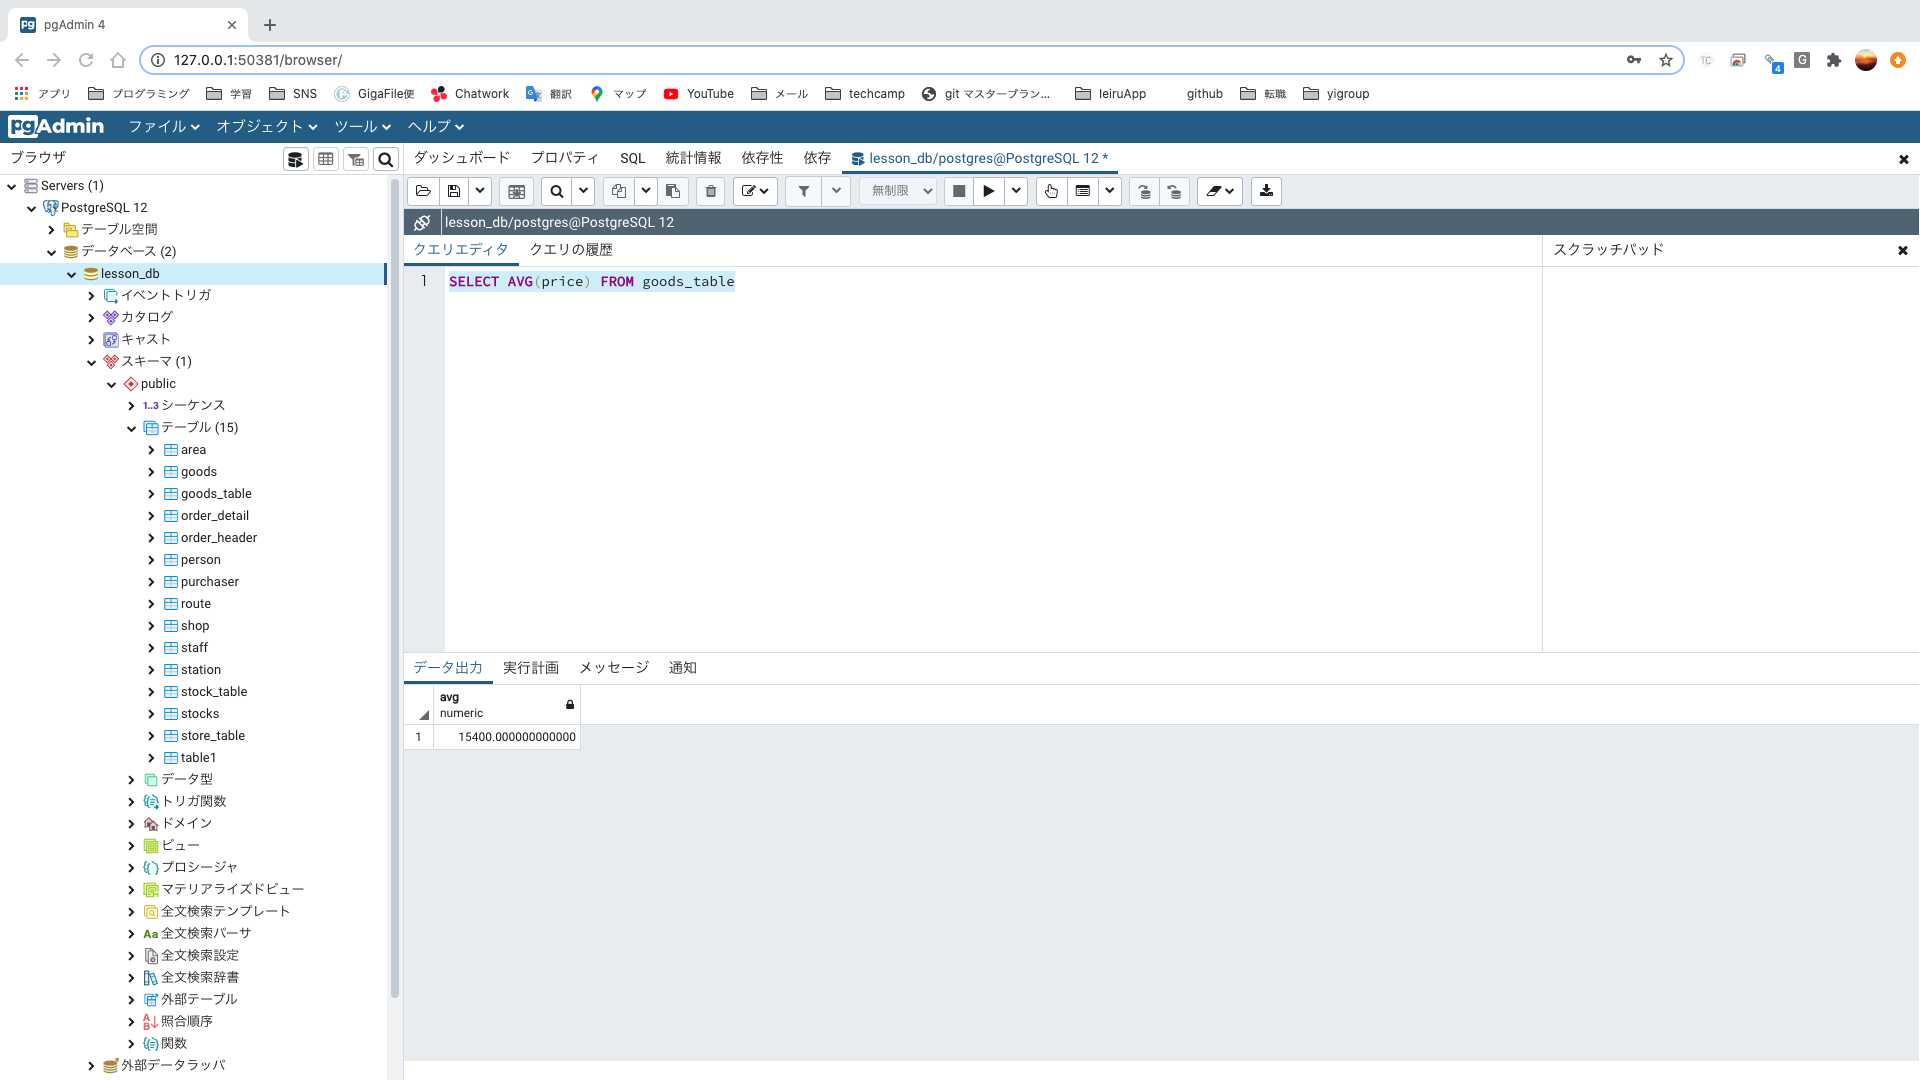 pgAdmin 4
127.0.0.1:50381/browser/
TC
4
G
アプリ
プログラミング
学習
SNS
GigaFile便
Chatwork
翻訳
マップ
YouTube
メール
techcamp
git マスタープラン...
leiruApp
github
転職
yigroup
pgAdmin
ファイル
オブジェクト
ツール
ヘルプ
ブラウザ
ダッシュボード
プロパティ
SQL
統計情報
依存性
依存
lesson_db/postgres@PostgreSQL 12 *
無制限
lesson_db/postgres@PostgreSQL 12
クエリエディタ
クエリの履歴
スクラッチパッド
1
SELECT AVG(price) FROM goods_table
Servers (1)
PostgreSQL 12
テーブル空間
データベース (2)
lesson_db
イベントトリガ
カタログ
キャスト
スキーマ (1)
public
1..3 シーケンス
テーブル (15)
area
goods
goods_table
order_detail
order_header
person
purchaser
route
shop
staff
station
stock_table
stocks
store_table
table1
データ型
トリガ関数
ドメイン
ビュー
プロシージャ
マテリアライズドビュー
全文検索テンプレート
Aa 全文検索パーサ
全文検索設定
全文検索辞書
外部テーブル
照合順序
関数
外部データラッパ
データ出力
実行計画
メッセージ
通知
avg
numeric
1
15400.000000000000